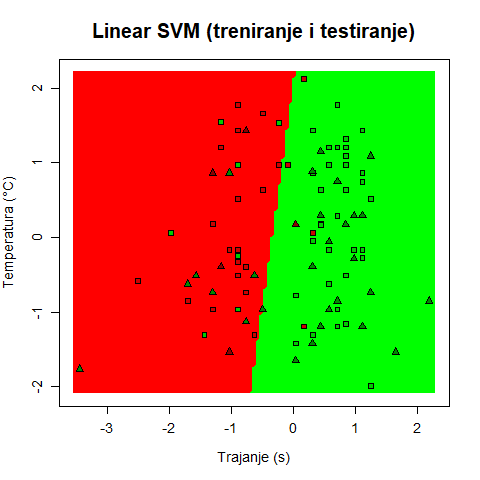 Linear SVM (treniranje i testiranje)
2
1
0
-1
-2
Temperatura (°C)
-3 -2 -1 0 1 2
Trajanje (s)